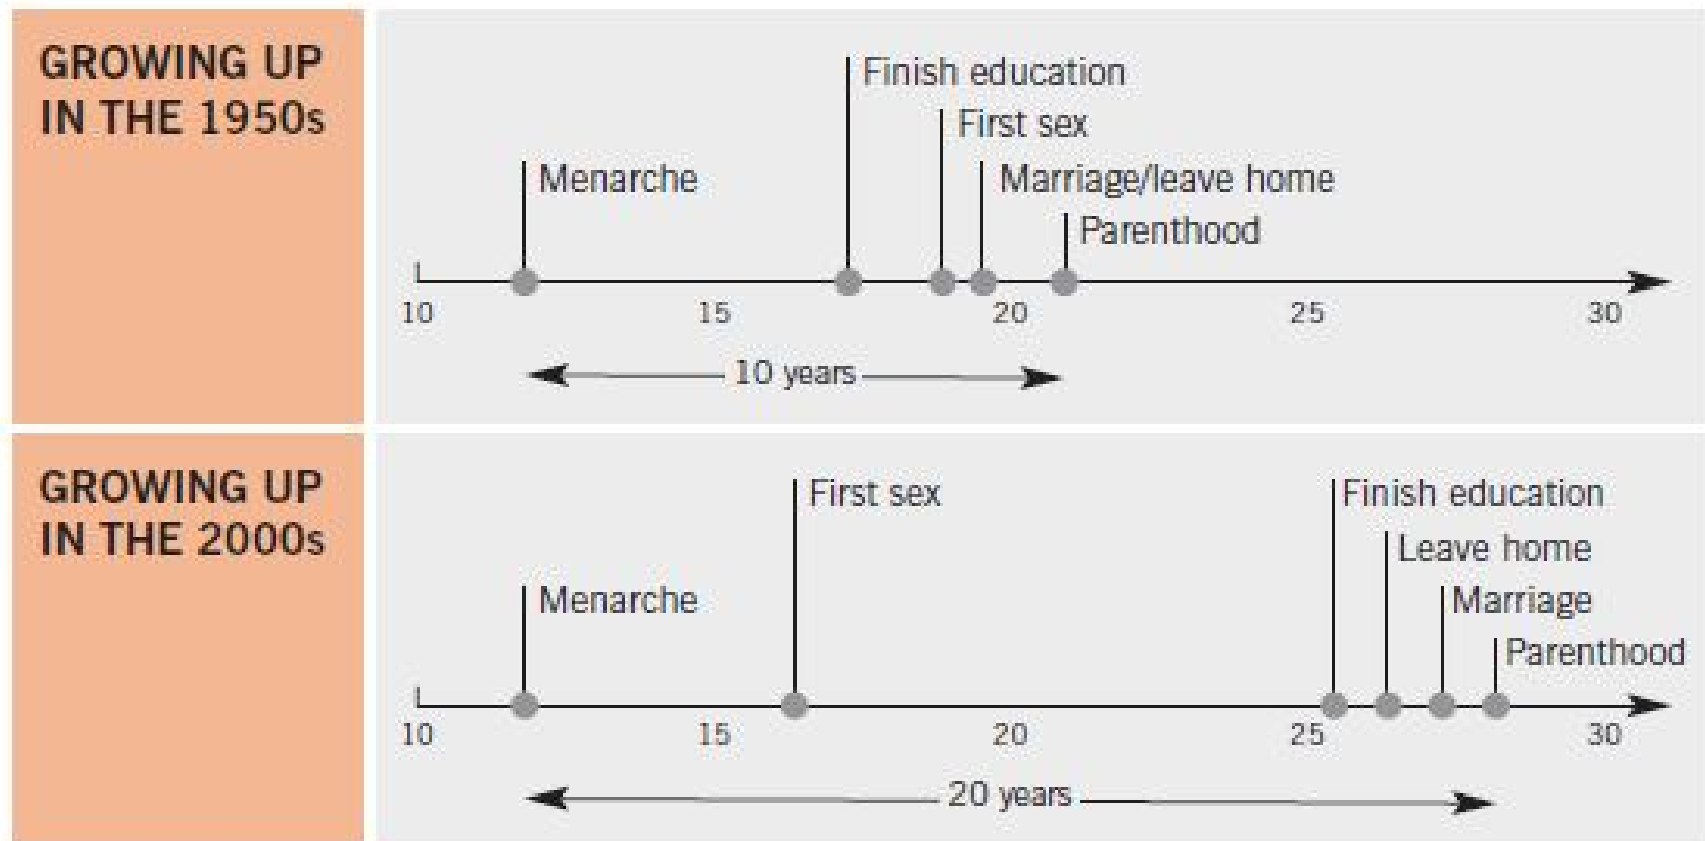 GROWING UP
IN THE 1950s
Finish education
First sex
Menarche
Marriage/leave home
Parenthood
10 15 20 25 30
10 years
GROWING UP
IN THE 2000s
First sex
Finish education
Leave home
Menarche
Marriage
Parenthood
10 15 20 25 30
20 years